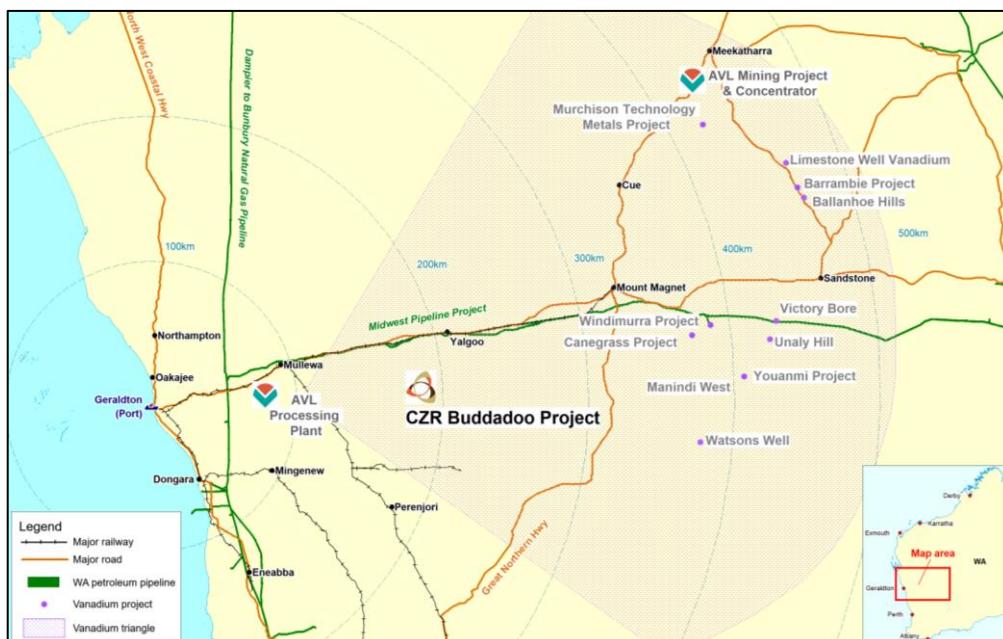 North West Coastal Hwy
Dampier to Bunbury Natural Gas Pipeline
Meekatharra
AVL Mining Project
& Concentrator
Murchison Technology
Metals Project
Limestone Well Vanadium
Barrambie Project
Ballanhoe Hills
Cue
100km
200km
300km
400km
500km
Sandstone
Mount Magnet
Midwest Pipeline Project
Victory Bore
Windimurra Project
Northampton
Yalgoo
Canegrass Project
Unaly Hill
Mullewa
Oakajee
Youanmi Project
Manindi West
Geraldton
(Port)
AVL
Processing
Plant
CZR Buddadoo Project
Watsons Well
Dongara
Mingenew
Perenjori
Great Northern Hwy
Eneabba
Legend
Major railway
Major road
WA petroleum pipeline
Vanadium project
Vanadium triangle
Derby
Karratha
Exmouth
Map area
WA
Geraldton
Perth
Albany